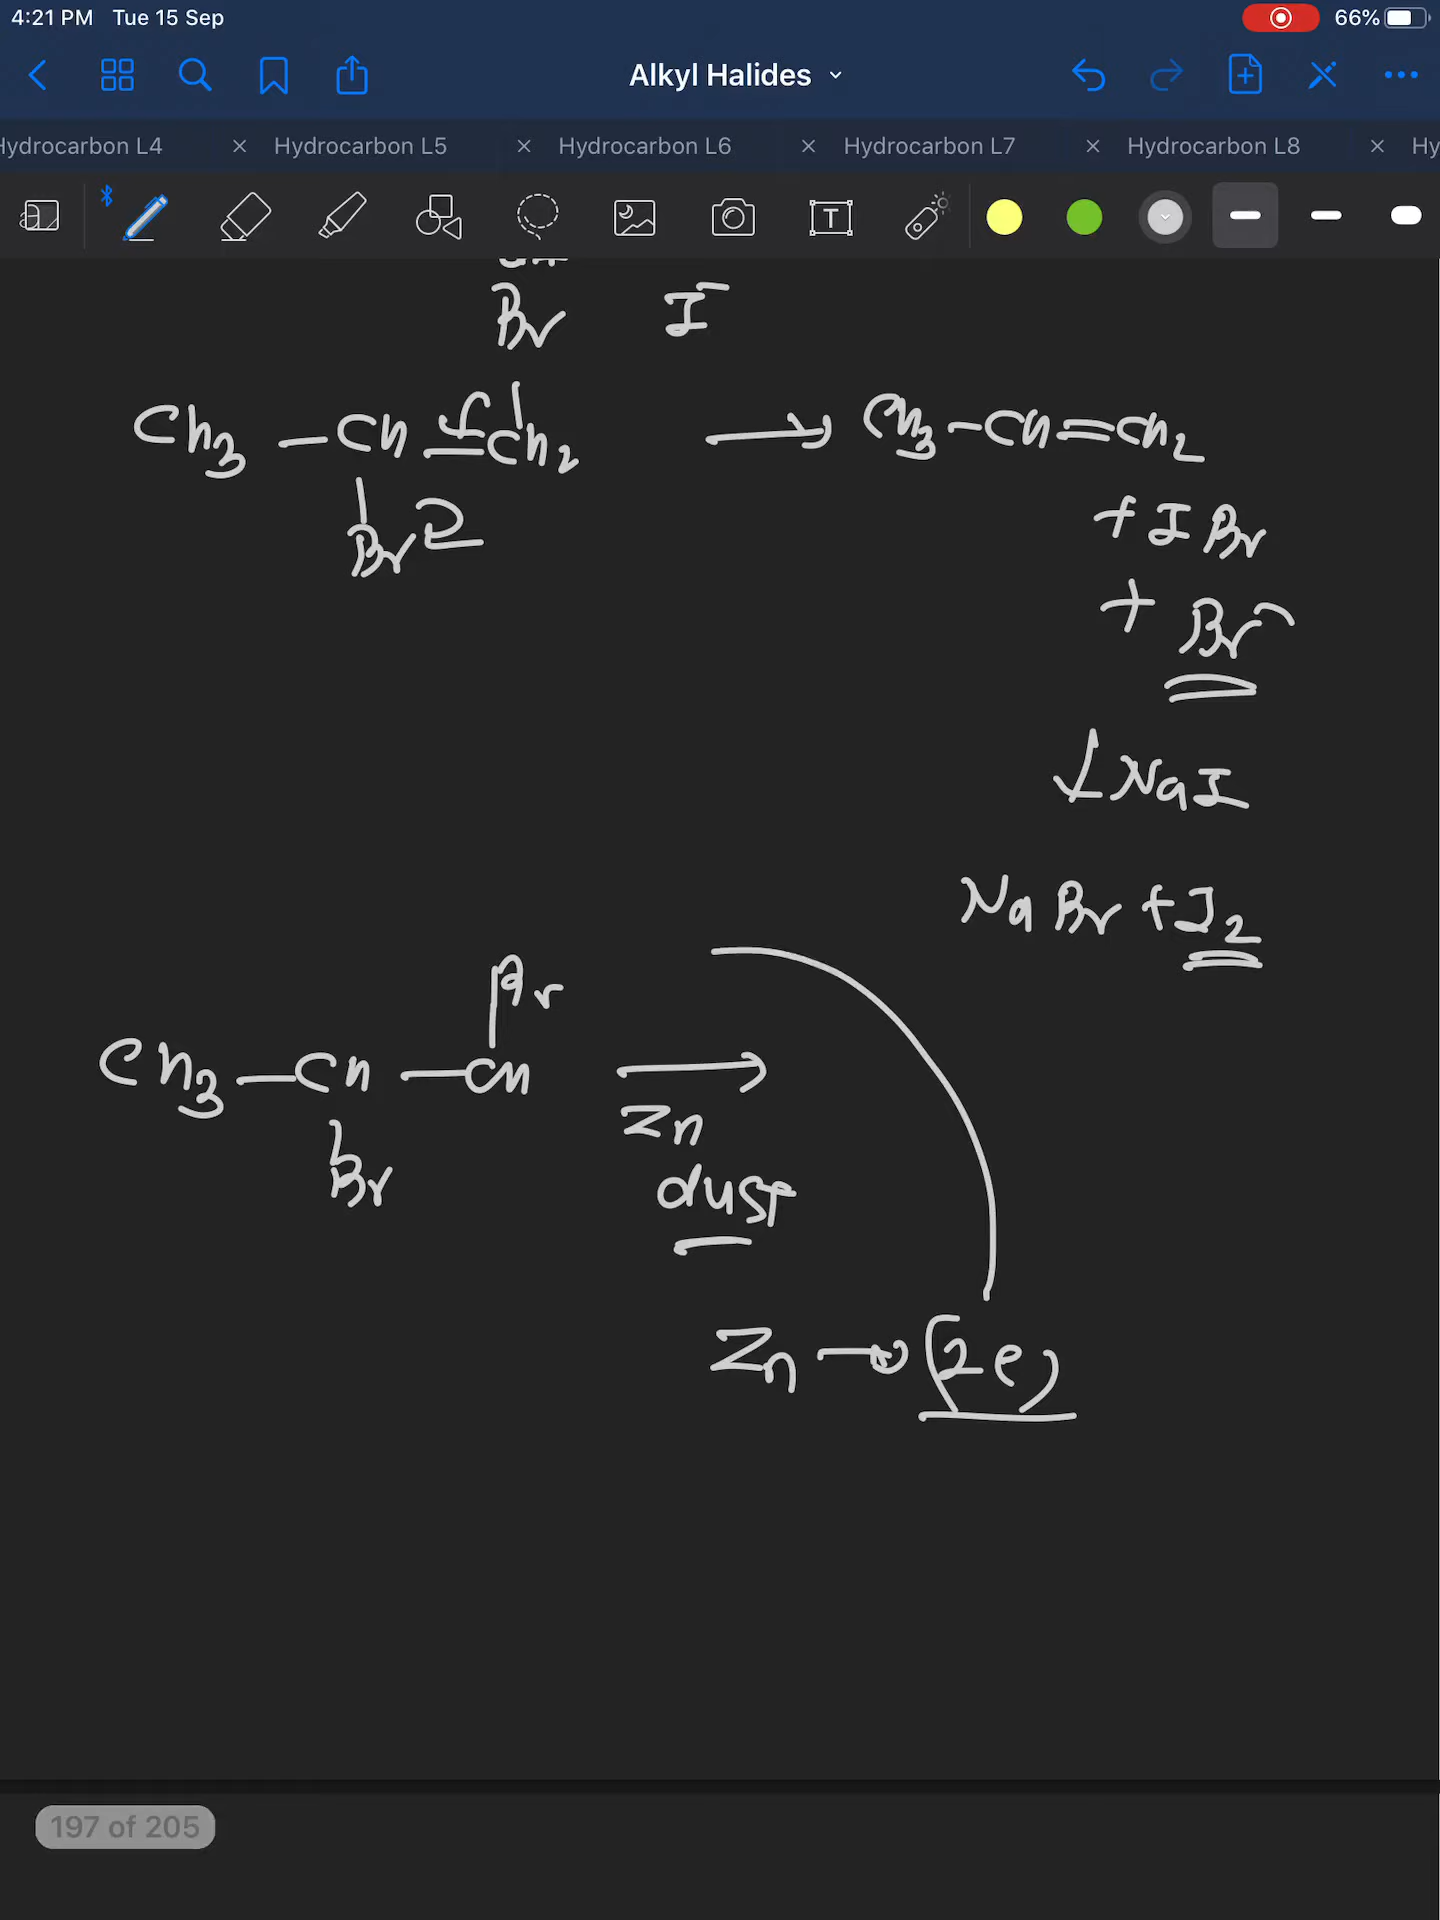 4:21 PM Tue 15 Sep
66%
Alkyl Halides
Hydrocarbon L4 × Hydrocarbon L5 × Hydrocarbon L6 × Hydrocarbon L7 × Hydrocarbon L8 × Hy
T
Br I⁻
CH3 – CH – CH2 → CH3 – CH = CH2
Br
+ I Br
+ Br⁻
↓ NaI
NaBr + I2
Br
CH3 – CH – CH →
Br
Zn
dust
Zn → (2e)
197 of 205